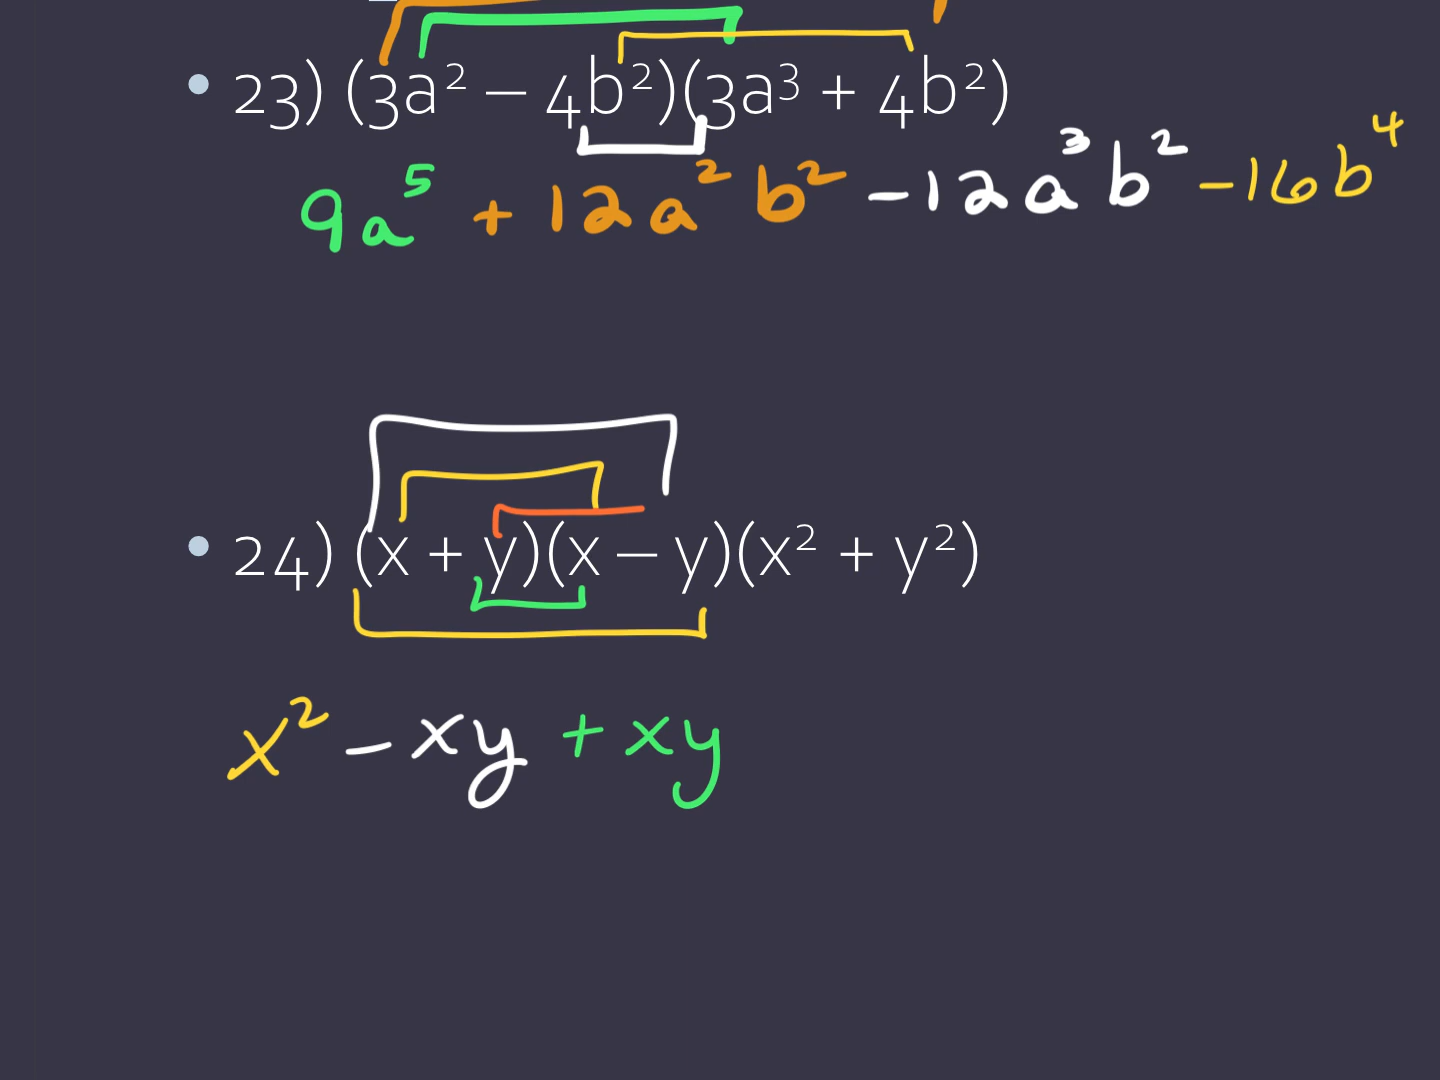 • 23) (3a² – 4b²)(3a³ + 4b²)
9a⁵ + 12a²b² – 12a³b² – 16b⁴
• 24) (x + y)(x – y)(x² + y²)
x² – xy + xy